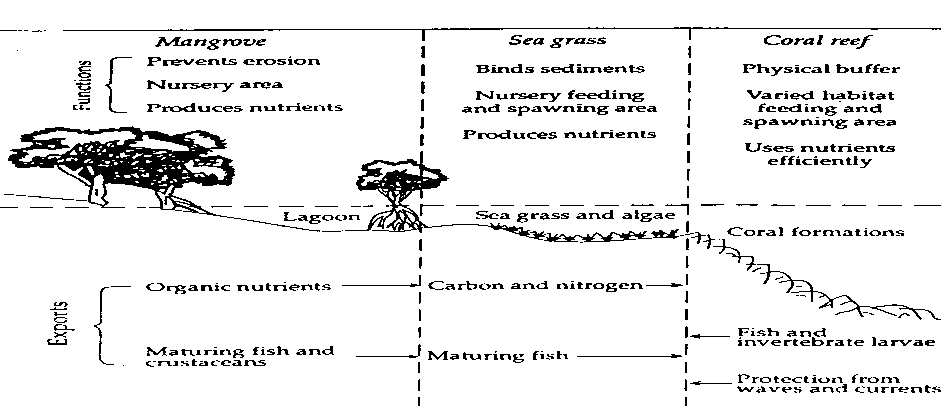 Mangrove
Sea grass
Coral reef
Functions
Prevents erosion
Nursery area
Produces nutrients
Binds sediments
Nursery feeding
and spawning area
Produces nutrients
Physical buffer
Varied habitat
feeding and
spawning area
Uses nutrients
efficiently
Lagoon
Sea grass and algae
Coral formations
Exports
Organic nutrients
Carbon and nitrogen
Fish and
invertebrate larvae
Maturing fish and
crustaceans
Maturing fish
Protection from
waves and currents